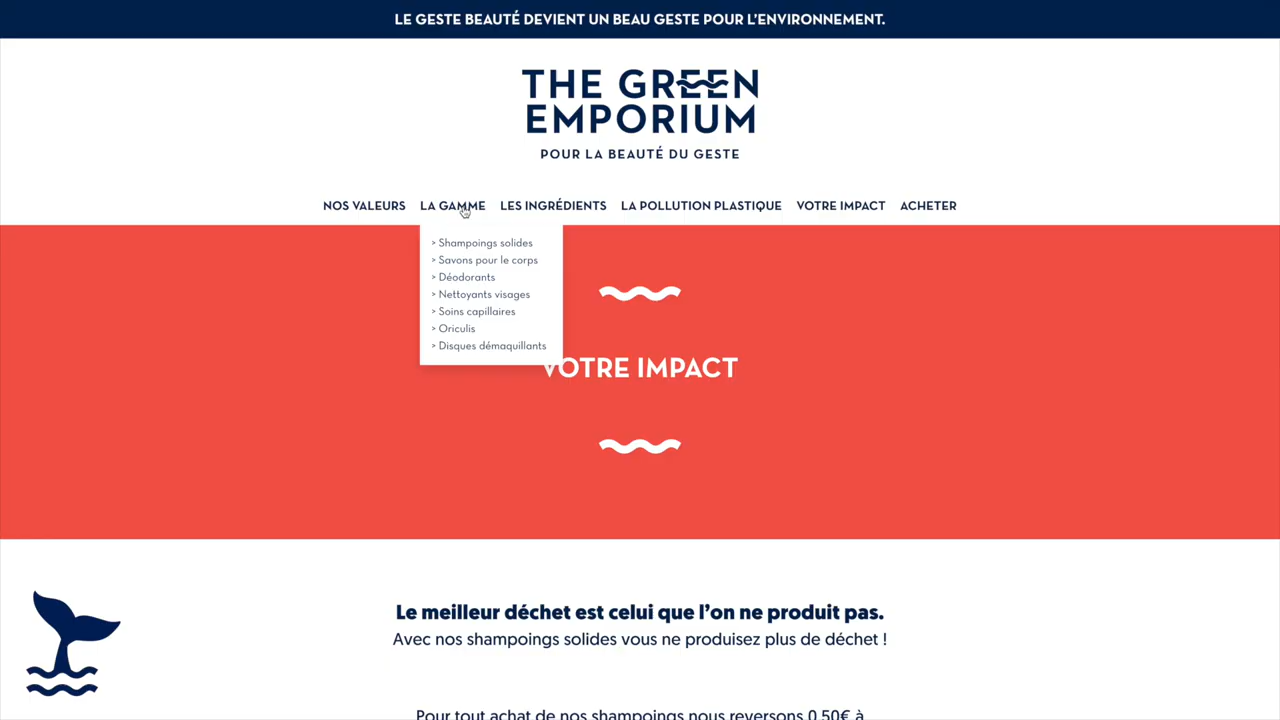 LE GESTE BEAUTÉ DEVIENT UN BEAU GESTE POUR L'ENVIRONNEMENT.
THE GREEN
EMPORIUM
POUR LA BEAUTÉ DU GESTE
NOS VALEURS LA GAMME LES INGRÉDIENTS LA POLLUTION PLASTIQUE VOTRE IMPACT ACHETER
> Shampoings solides
> Savons pour le corps
> Déodorants
> Nettoyants visages
> Soins capillaires
> Oriculis
> Disques démaquillants
VOTRE IMPACT
Le meilleur déchet est celui que l'on ne produit pas.
Avec nos shampoings solides vous ne produisez plus de déchet !
Pour tout achat de nos shampoings nous reversons 0,50€ à